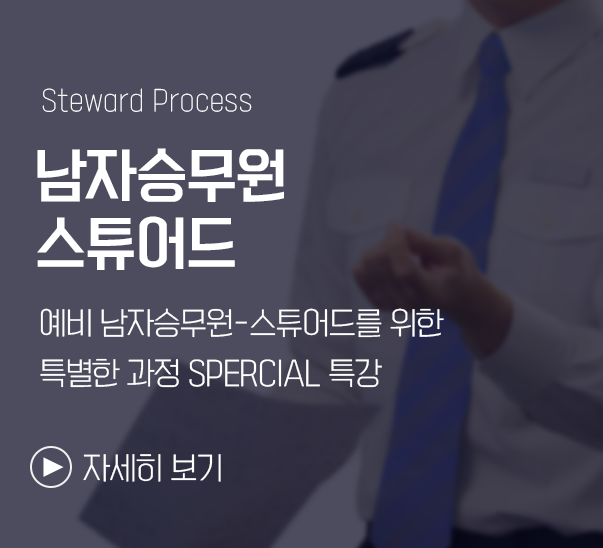 Steward Process
남자승무원
스튜어드
예비 남자승무원-스튜어드를 위한
특별한 과정 SPERCIAL 특강
자세히 보기